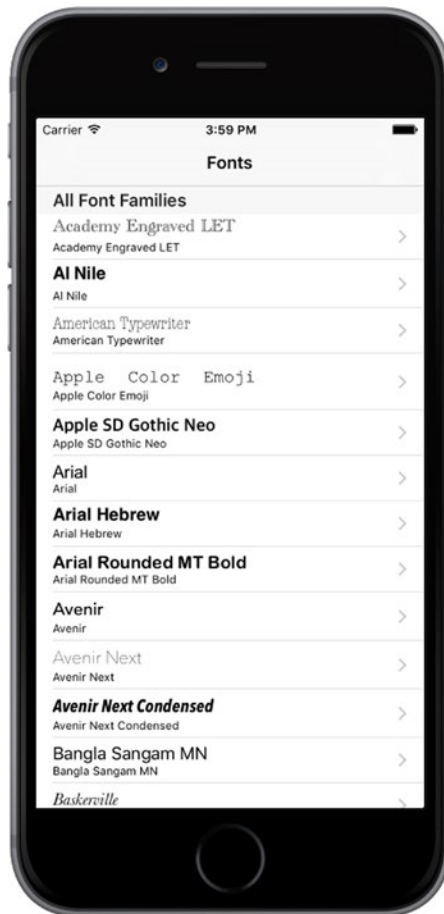 Carrier 3:59 PM
Fonts
All Font Families
Academy Engraved LET
Academy Engraved LET
Al Nile
Al Nile
American Typewriter
American Typewriter
Apple Color Emoji
Apple Color Emoji
Apple SD Gothic Neo
Apple SD Gothic Neo
Arial
Arial
Arial Hebrew
Arial Hebrew
Arial Rounded MT Bold
Arial Rounded MT Bold
Avenir
Avenir
Avenir Next
Avenir Next
Avenir Next Condensed
Avenir Next Condensed
Bangla Sangam MN
Bangla Sangam MN
Baskerville